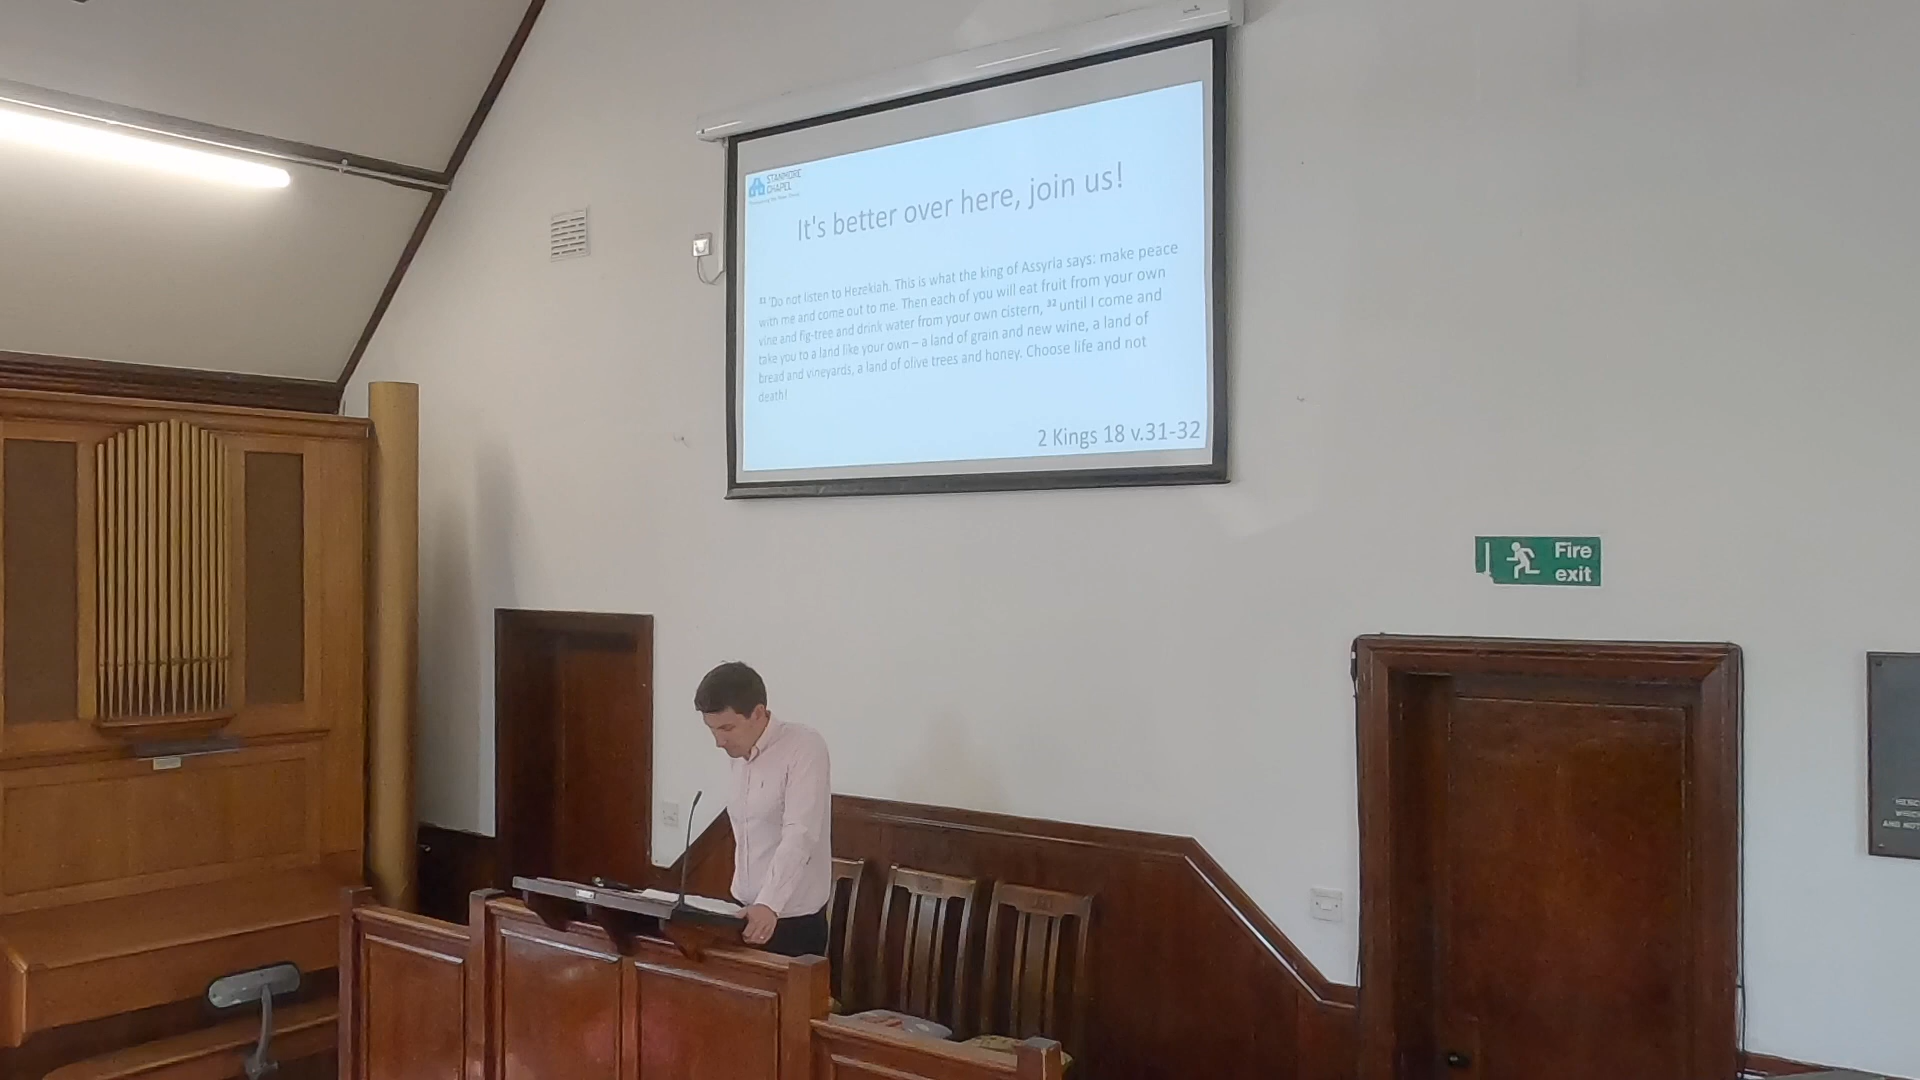 STANMORE
CHAPEL
It's better over here, join us!
31 'Do not listen to Hezekiah. This is what the king of Assyria says: make peace
with me and come out to me. Then each of you will eat fruit from your own
vine and fig-tree and drink water from your own cistern, 32 until I come and
take you to a land like your own – a land of grain and new wine, a land of
bread and vineyards, a land of olive trees and honey. Choose life and not
death!
2 Kings 18 v.31-32
Fire
exit
AND NOT